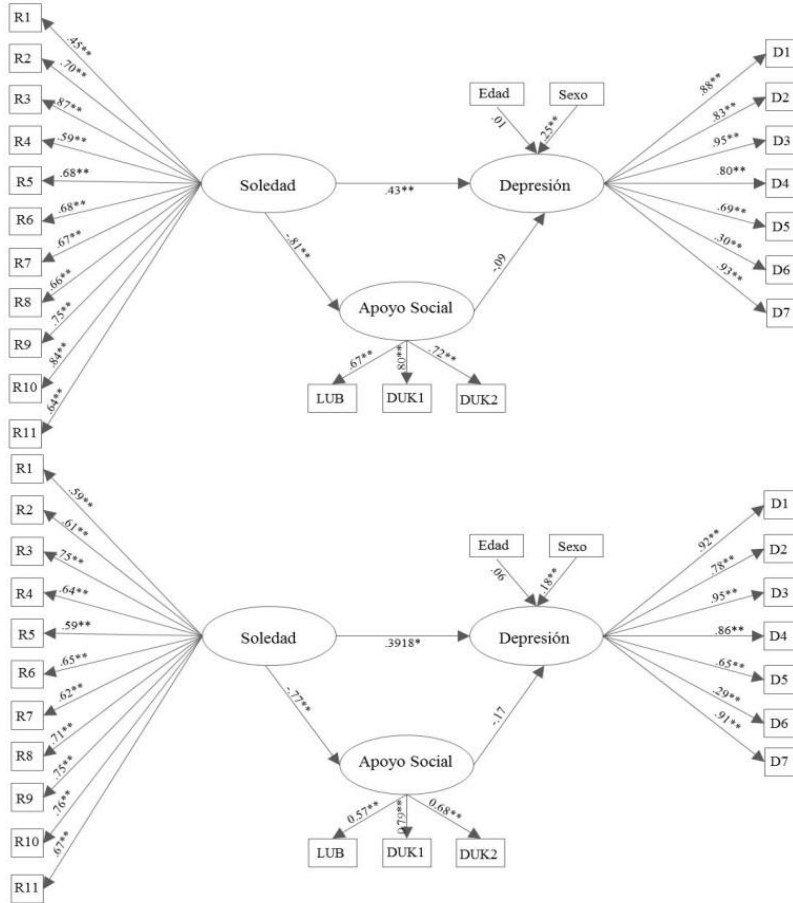 R1
R2
R3
R4
R5
R6
R7
R8
R9
R10
R11
.45**
.70**
.87**
.59**
.68**
.68**
.67**
.66**
.75**
.84**
.64**
Soledad
.43**
-.81**
Edad
Sexo
.01
.25**
Depresión
-.09
Apoyo Social
.67**
.80**
.72**
LUB
DUK1
DUK2
.88**
.83**
.95**
.80**
.69**
.30**
.93**
D1
D2
D3
D4
D5
D6
D7
R1
R2
R3
R4
R5
R6
R7
R8
R9
R10
R11
.59**
.61**
.75**
.64**
.59**
.65**
.62**
.71**
.75**
.76**
.67**
Soledad
.3918*
-.77**
Edad
Sexo
.06
.18**
Depresión
-.17
Apoyo Social
0.57**
0.79**
0.68**
LUB
DUK1
DUK2
.92**
.78**
.95**
.86**
.65**
.29**
.91**
D1
D2
D3
D4
D5
D6
D7